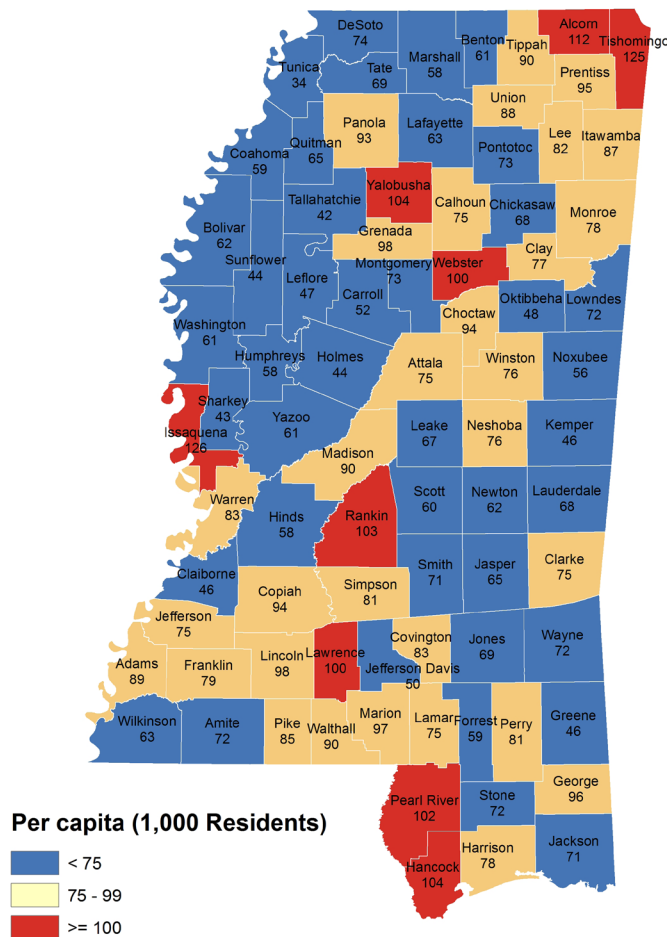 DeSoto
74
Marshall
58
Benton
61
Tippah
90
Alcorn
112
Tishomingo
125
Tunica
34
Tate
69
Prentiss
95
Union
88
Panola
93
Lafayette
63
Lee
82
Itawamba
87
Quitman
65
Pontotoc
73
Coahoma
59
Yalobusha
104
Tallahatchie
42
Calhoun
75
Chickasaw
68
Monroe
78
Bolivar
62
Grenada
98
Sunflower
44
Leflore
47
Montgomery
73
Webster
100
Clay
77
Carroll
52
Oktibbeha
48
Lowndes
72
Washington
61
Choctaw
94
Humphreys
58
Holmes
44
Attala
75
Winston
76
Noxubee
56
Sharkey
43
Issaquena
126
Yazoo
61
Leake
67
Neshoba
76
Kemper
46
Madison
90
Warren
83
Hinds
58
Rankin
103
Scott
60
Newton
62
Lauderdale
68
Claiborne
46
Copiah
94
Simpson
81
Smith
71
Jasper
65
Clarke
75
Jefferson
75
Adams
89
Franklin
79
Lincoln
98
Lawrence
100
Jefferson Davis
50
Covington
83
Jones
69
Wayne
72
Wilkinson
63
Amite
72
Pike
85
Walthall
90
Marion
97
Lamar
75
Forrest
59
Perry
81
Greene
46
Pearl River
102
Stone
72
George
96
Hancock
104
Harrison
78
Jackson
71
Per capita (1,000 Residents)
< 75
75 - 99
>= 100